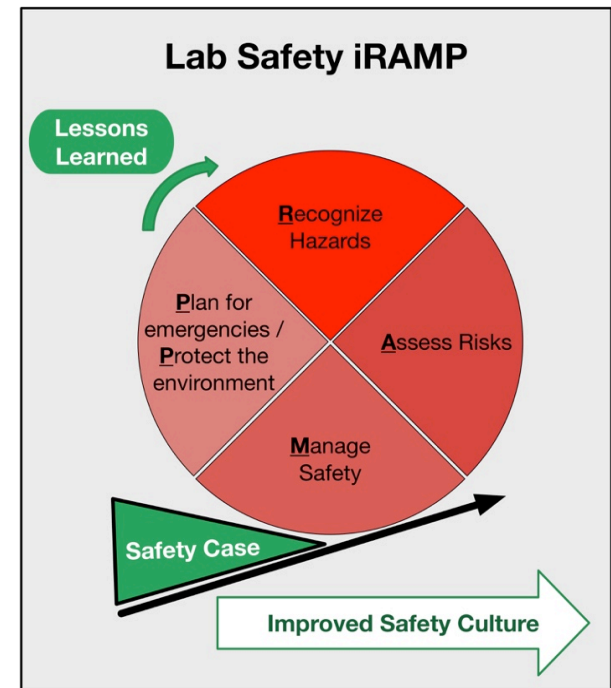 Lab Safety iRAMP
Lessons
Learned
Recognize
Hazards
Plan for
emergencies /
Protect the
environment
Assess Risks
Manage
Safety
Safety Case
Improved Safety Culture